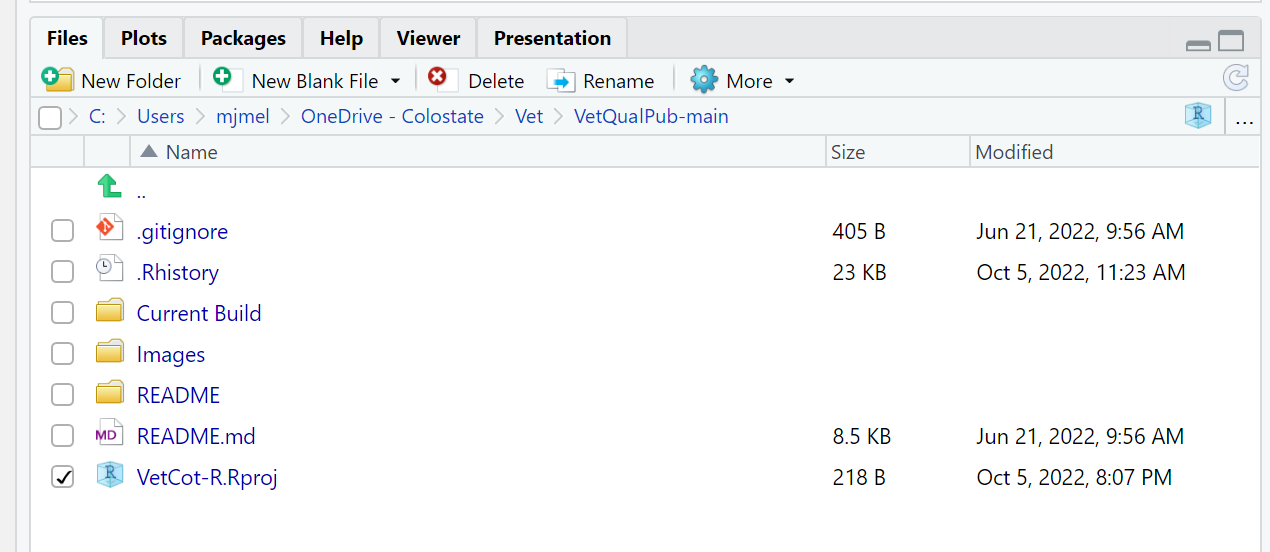 Files Plots Packages Help Viewer Presentation
New Folder New Blank File Delete Rename More
C: Users mjmel OneDrive - Colostate Vet VetQualPub-main R ...
Name Size Modified
..
.gitignore 405 B Jun 21, 2022, 9:56 AM
.Rhistory 23 KB Oct 5, 2022, 11:23 AM
Current Build
Images
README
MD README.md 8.5 KB Jun 21, 2022, 9:56 AM
R VetCot-R.Rproj 218 B Oct 5, 2022, 8:07 PM